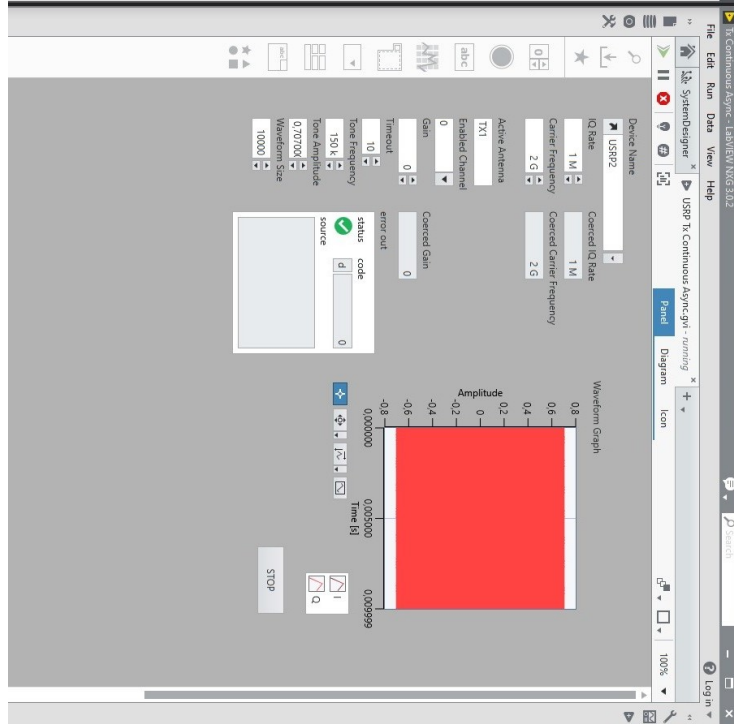 Tx Continuous Async - LabVIEW NXG 3.0.2
File Edit Run Data View Help
Search
Log in
SystemDesigner
USRP Tx Continuous Async.gvi - running
Panel Diagram Icon
100%
Device Name
USRP2
IQ Rate
1 M
Coerced IQ Rate
1 M
Carrier Frequency
2 G
Coerced Carrier Frequency
2 G
Active Antenna
TX1
Enabled Channel
0
Gain
0
Coerced Gain
0
Timeout
10
Tone Frequency
150 k
Tone Amplitude
0,70700
Waveform Size
10000
error out
status code
d 0
source
Waveform Graph
Amplitude
0,8
0,6
0,4
0,2
0
-0,2
-0,4
-0,6
-0,8
0,000000 0,005000 0,009999
Time [s]
I
Q
STOP
abc
abc